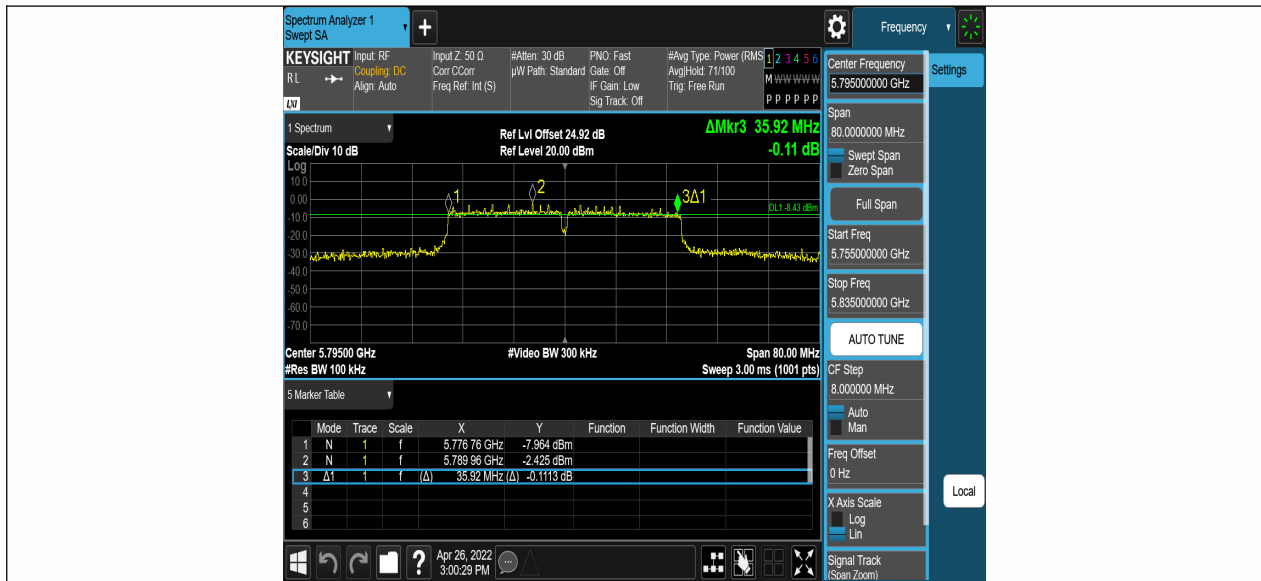 Spectrum Analyzer 1
Swept SA
+
Frequency
KEYSIGHT
RL
LXI
Input: RF
Coupling: DC
Align: Auto
Input Z: 50 Ω
Corr CCorr
Freq Ref: Int (S)
#Atten: 30 dB
µW Path: Standard
PNO: Fast
Gate: Off
IF Gain: Low
Sig Track: Off
#Avg Type: Power (RMS
Avg|Hold: 71/100
Trig: Free Run
1 2 3 4 5 6
M W W W W W
P P P P P P
1 Spectrum
Scale/Div 10 dB
Ref Lvl Offset 24.92 dB
Ref Level 20.00 dBm
ΔMkr3 35.92 MHz
-0.11 dB
Log
10.0
0.00
-10.0
-20.0
-30.0
-40.0
-50.0
-60.0
-70.0
1
2
3Δ1
DL1 -8.43 dBm
Center 5.79500 GHz
#Video BW 300 kHz
Span 80.00 MHz
#Res BW 100 kHz
Sweep 3.00 ms (1001 pts)
5 Marker Table
Mode Trace Scale X Y Function Function Width Function Value
1 N 1 f 5.776 76 GHz -7.964 dBm
2 N 1 f 5.789 96 GHz -2.425 dBm
3 Δ1 1 f (Δ) 35.92 MHz (Δ) -0.1113 dB
4
5
6
?
Apr 26, 2022
3:00:29 PM
Center Frequency
5.795000000 GHz
Settings
Span
80.0000000 MHz
Swept Span
Zero Span
Full Span
Start Freq
5.755000000 GHz
Stop Freq
5.835000000 GHz
AUTO TUNE
CF Step
8.000000 MHz
Auto
Man
Freq Offset
0 Hz
Local
X Axis Scale
Log
Lin
Signal Track
(Span Zoom)